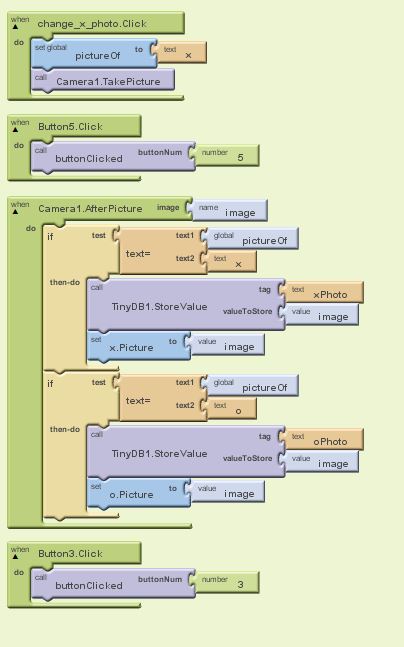 when change_x_photo.Click
do set global pictureOf to text x
call Camera1.TakePicture
when Button5.Click
do call buttonClicked buttonNum number 5
when Camera1.AfterPicture image name image
do if test text= text1 global pictureOf
text2 text x
then-do call TinyDB1.StoreValue tag text xPhoto
valueToStore value image
set x.Picture to value image
if test text= text1 global pictureOf
text2 text o
then-do call TinyDB1.StoreValue tag text oPhoto
valueToStore value image
set o.Picture to value image
when Button3.Click
do call buttonClicked buttonNum number 3